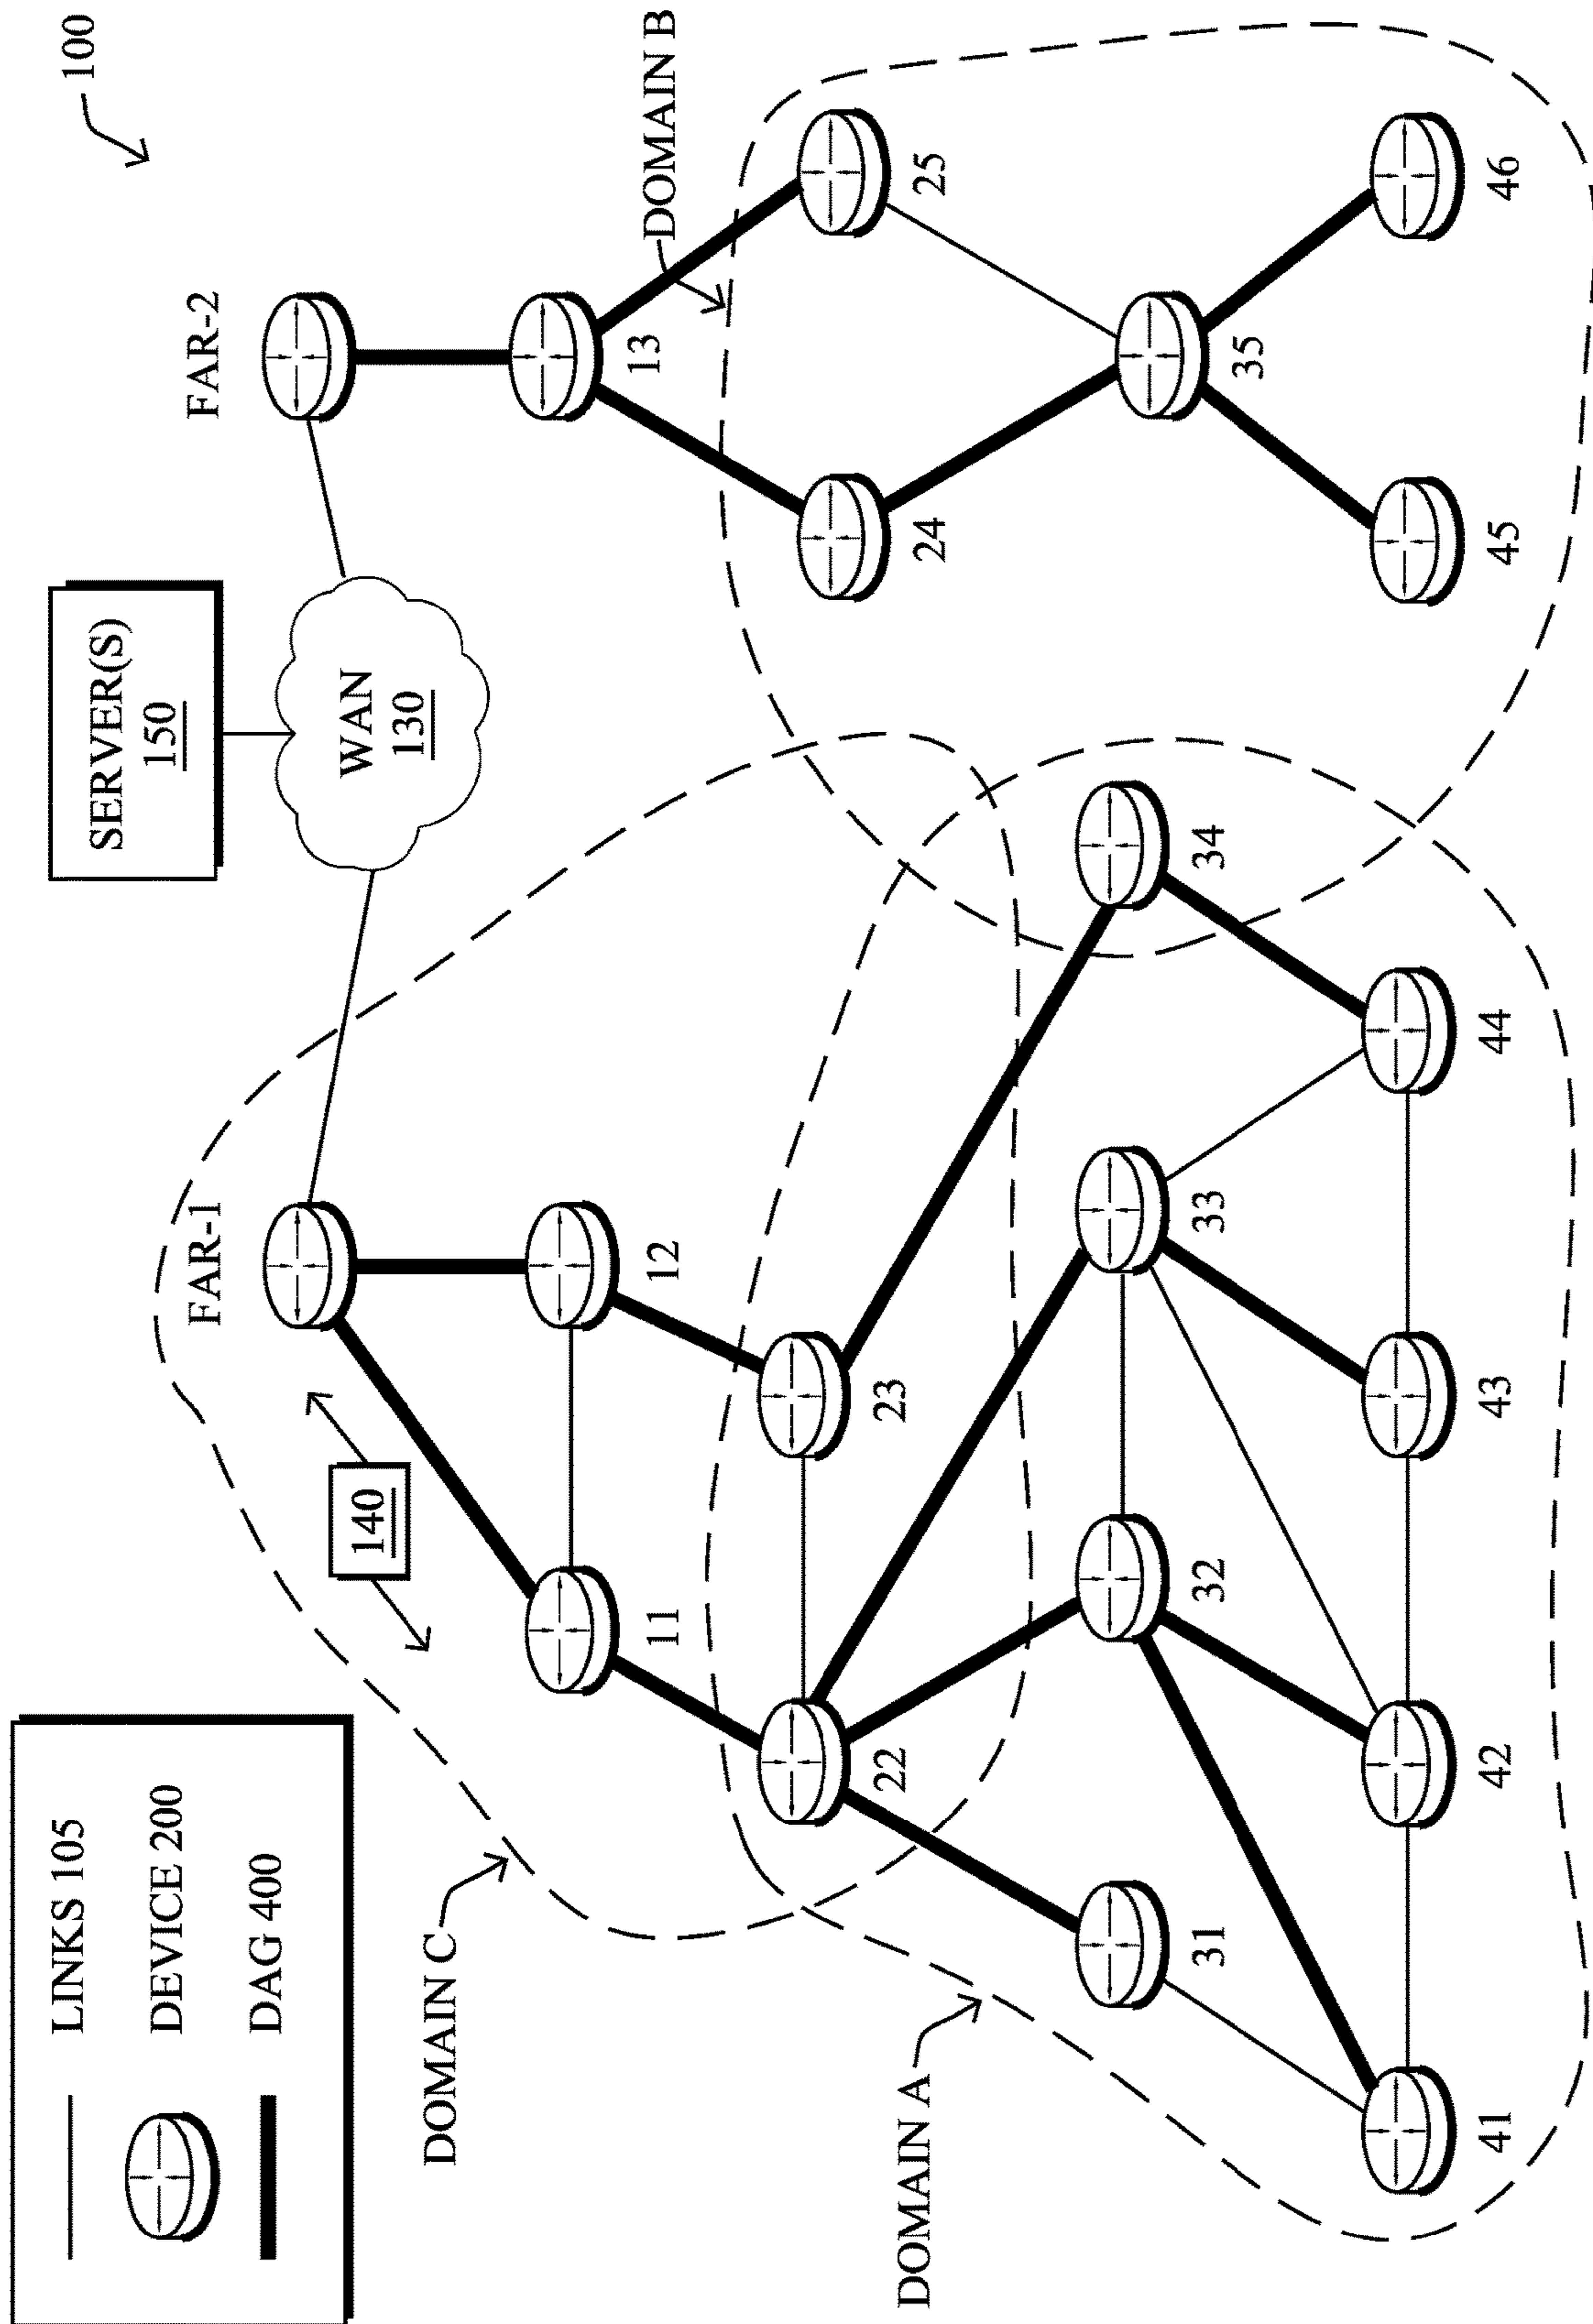 100
LINKS 105
DEVICE 200
DAG 400
SERVER(S)
150
WAN
130
FAR-1
FAR-2
140
DOMAIN C
DOMAIN B
DOMAIN A
11
12
13
22
23
24
25
31
32
33
34
35
41
42
43
44
45
46